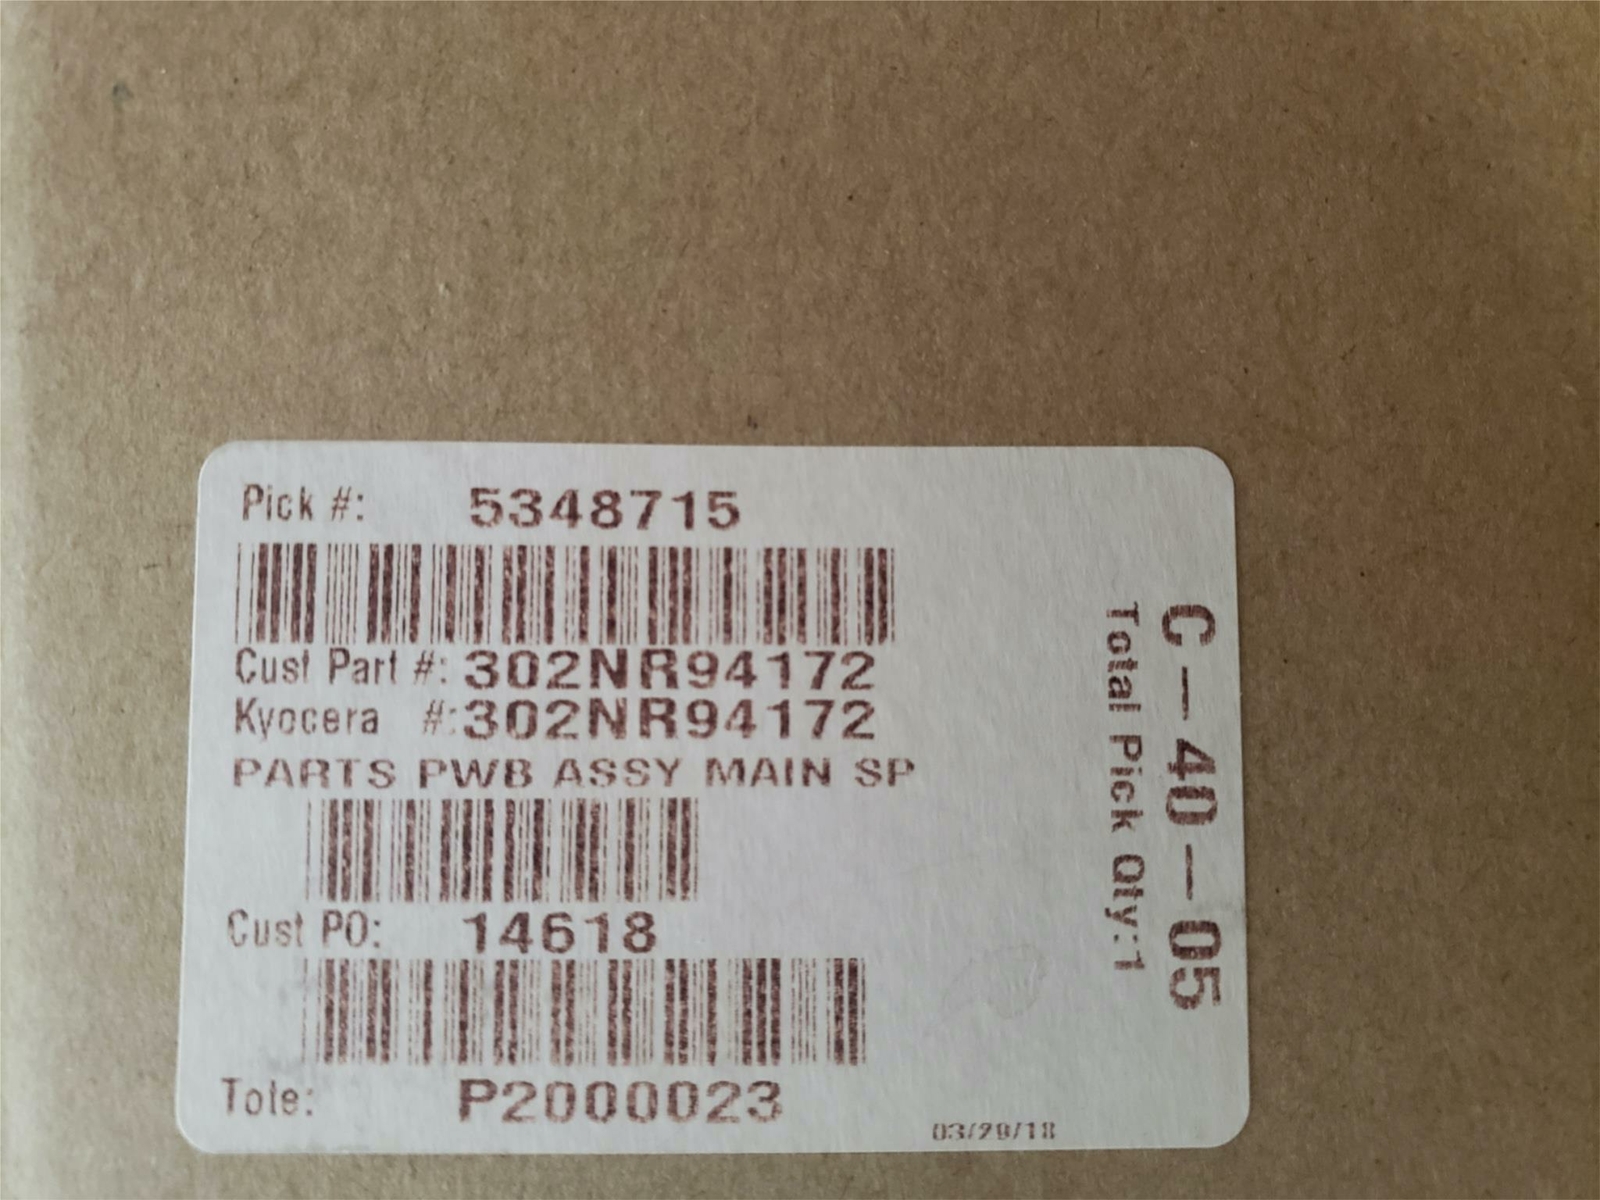 Pick #: 5348715
Cust Part #: 302NR94172
Kyocera #: 302NR94172
PARTS PWB ASSY MAIN SP
Cust PO: 14618
Tote: P2000023
03/29/18
C-40-05
Total Pick Qty:1